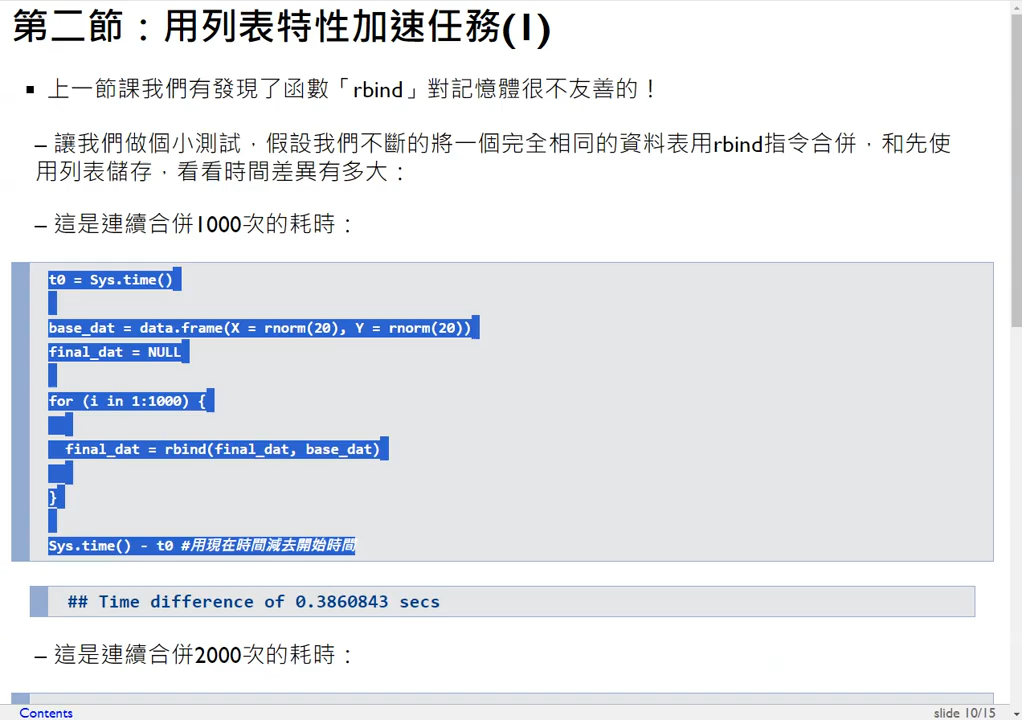 第二節：用列表特性加速任務(1)
▪ 上一節課我們有發現了函數「rbind」對記憶體很不友善的！
– 讓我們做個小測試，假設我們不斷的將一個完全相同的資料表用rbind指令合併，和先使
用列表儲存，看看時間差異有多大：
– 這是連續合併1000次的耗時：
t0 = Sys.time()
base_dat = data.frame(X = rnorm(20), Y = rnorm(20))
final_dat = NULL
for (i in 1:1000) {
final_dat = rbind(final_dat, base_dat)
}
Sys.time() - t0 #用現在時間減去開始時間
## Time difference of 0.3860843 secs
– 這是連續合併2000次的耗時：
Contents
slide 10/15